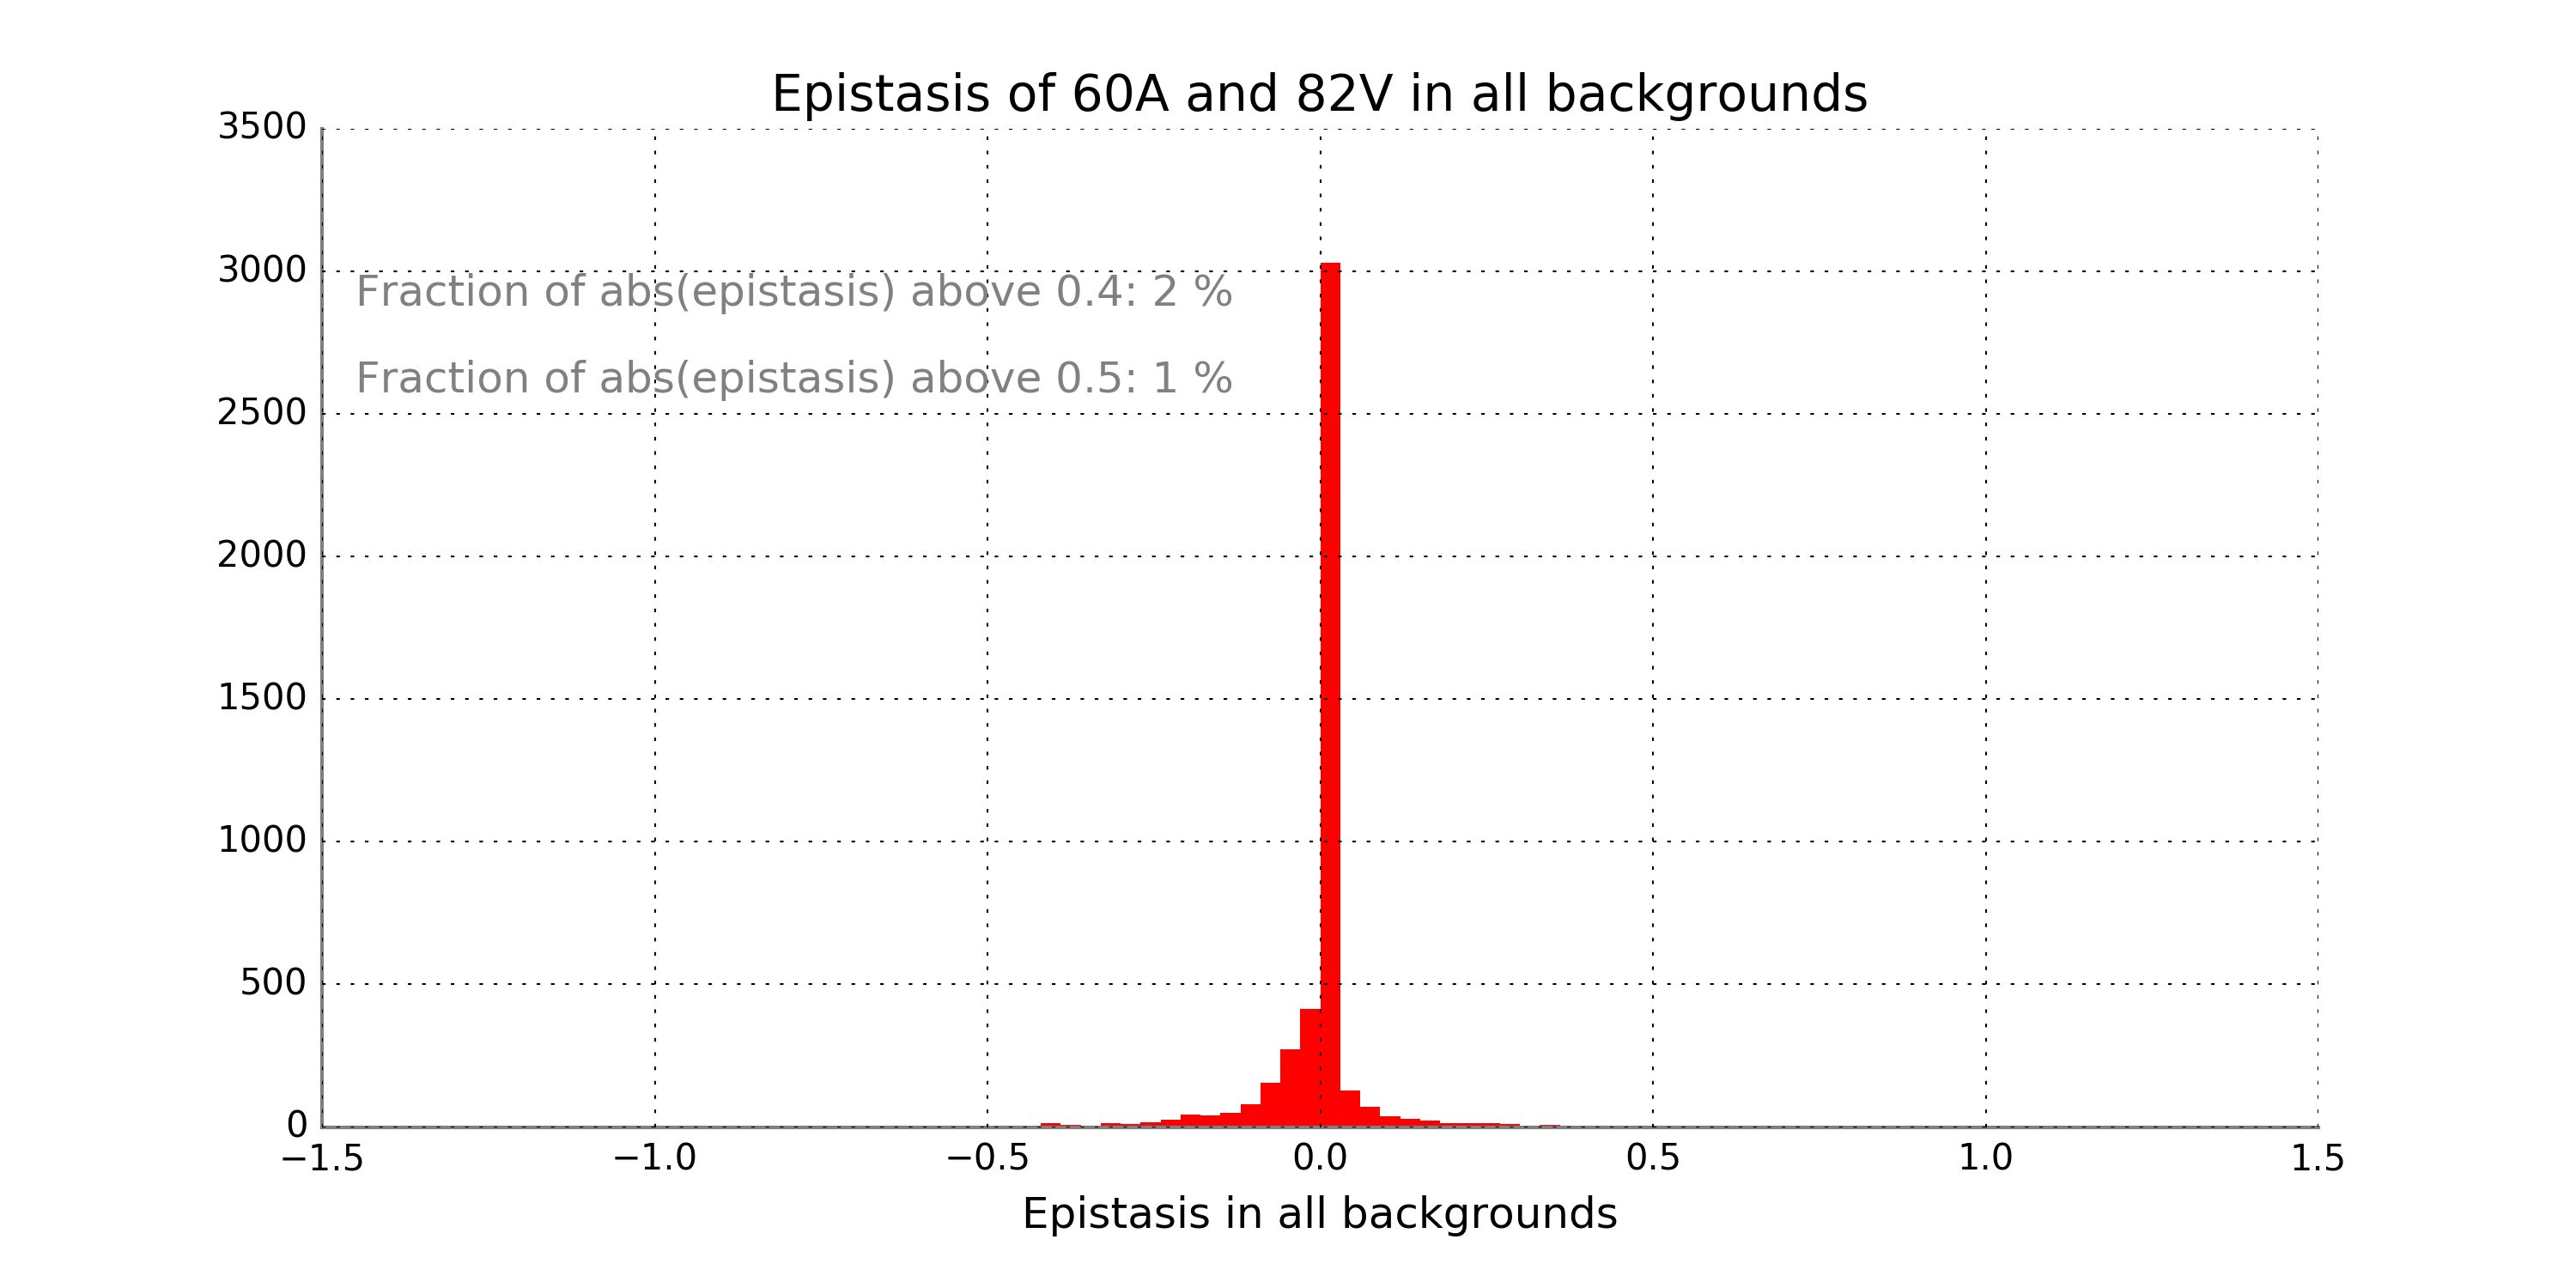 Epistasis of 60A and 82V in all backgrounds
3500
3000
Fraction of abs(epistasis) above 0.4: 2 %
Fraction of abs(epistasis) above 0.5: 1 %
2500
2000
1500
1000
500
0
−1.5 −1.0 −0.5 0.0 0.5 1.0 1.5
Epistasis in all backgrounds